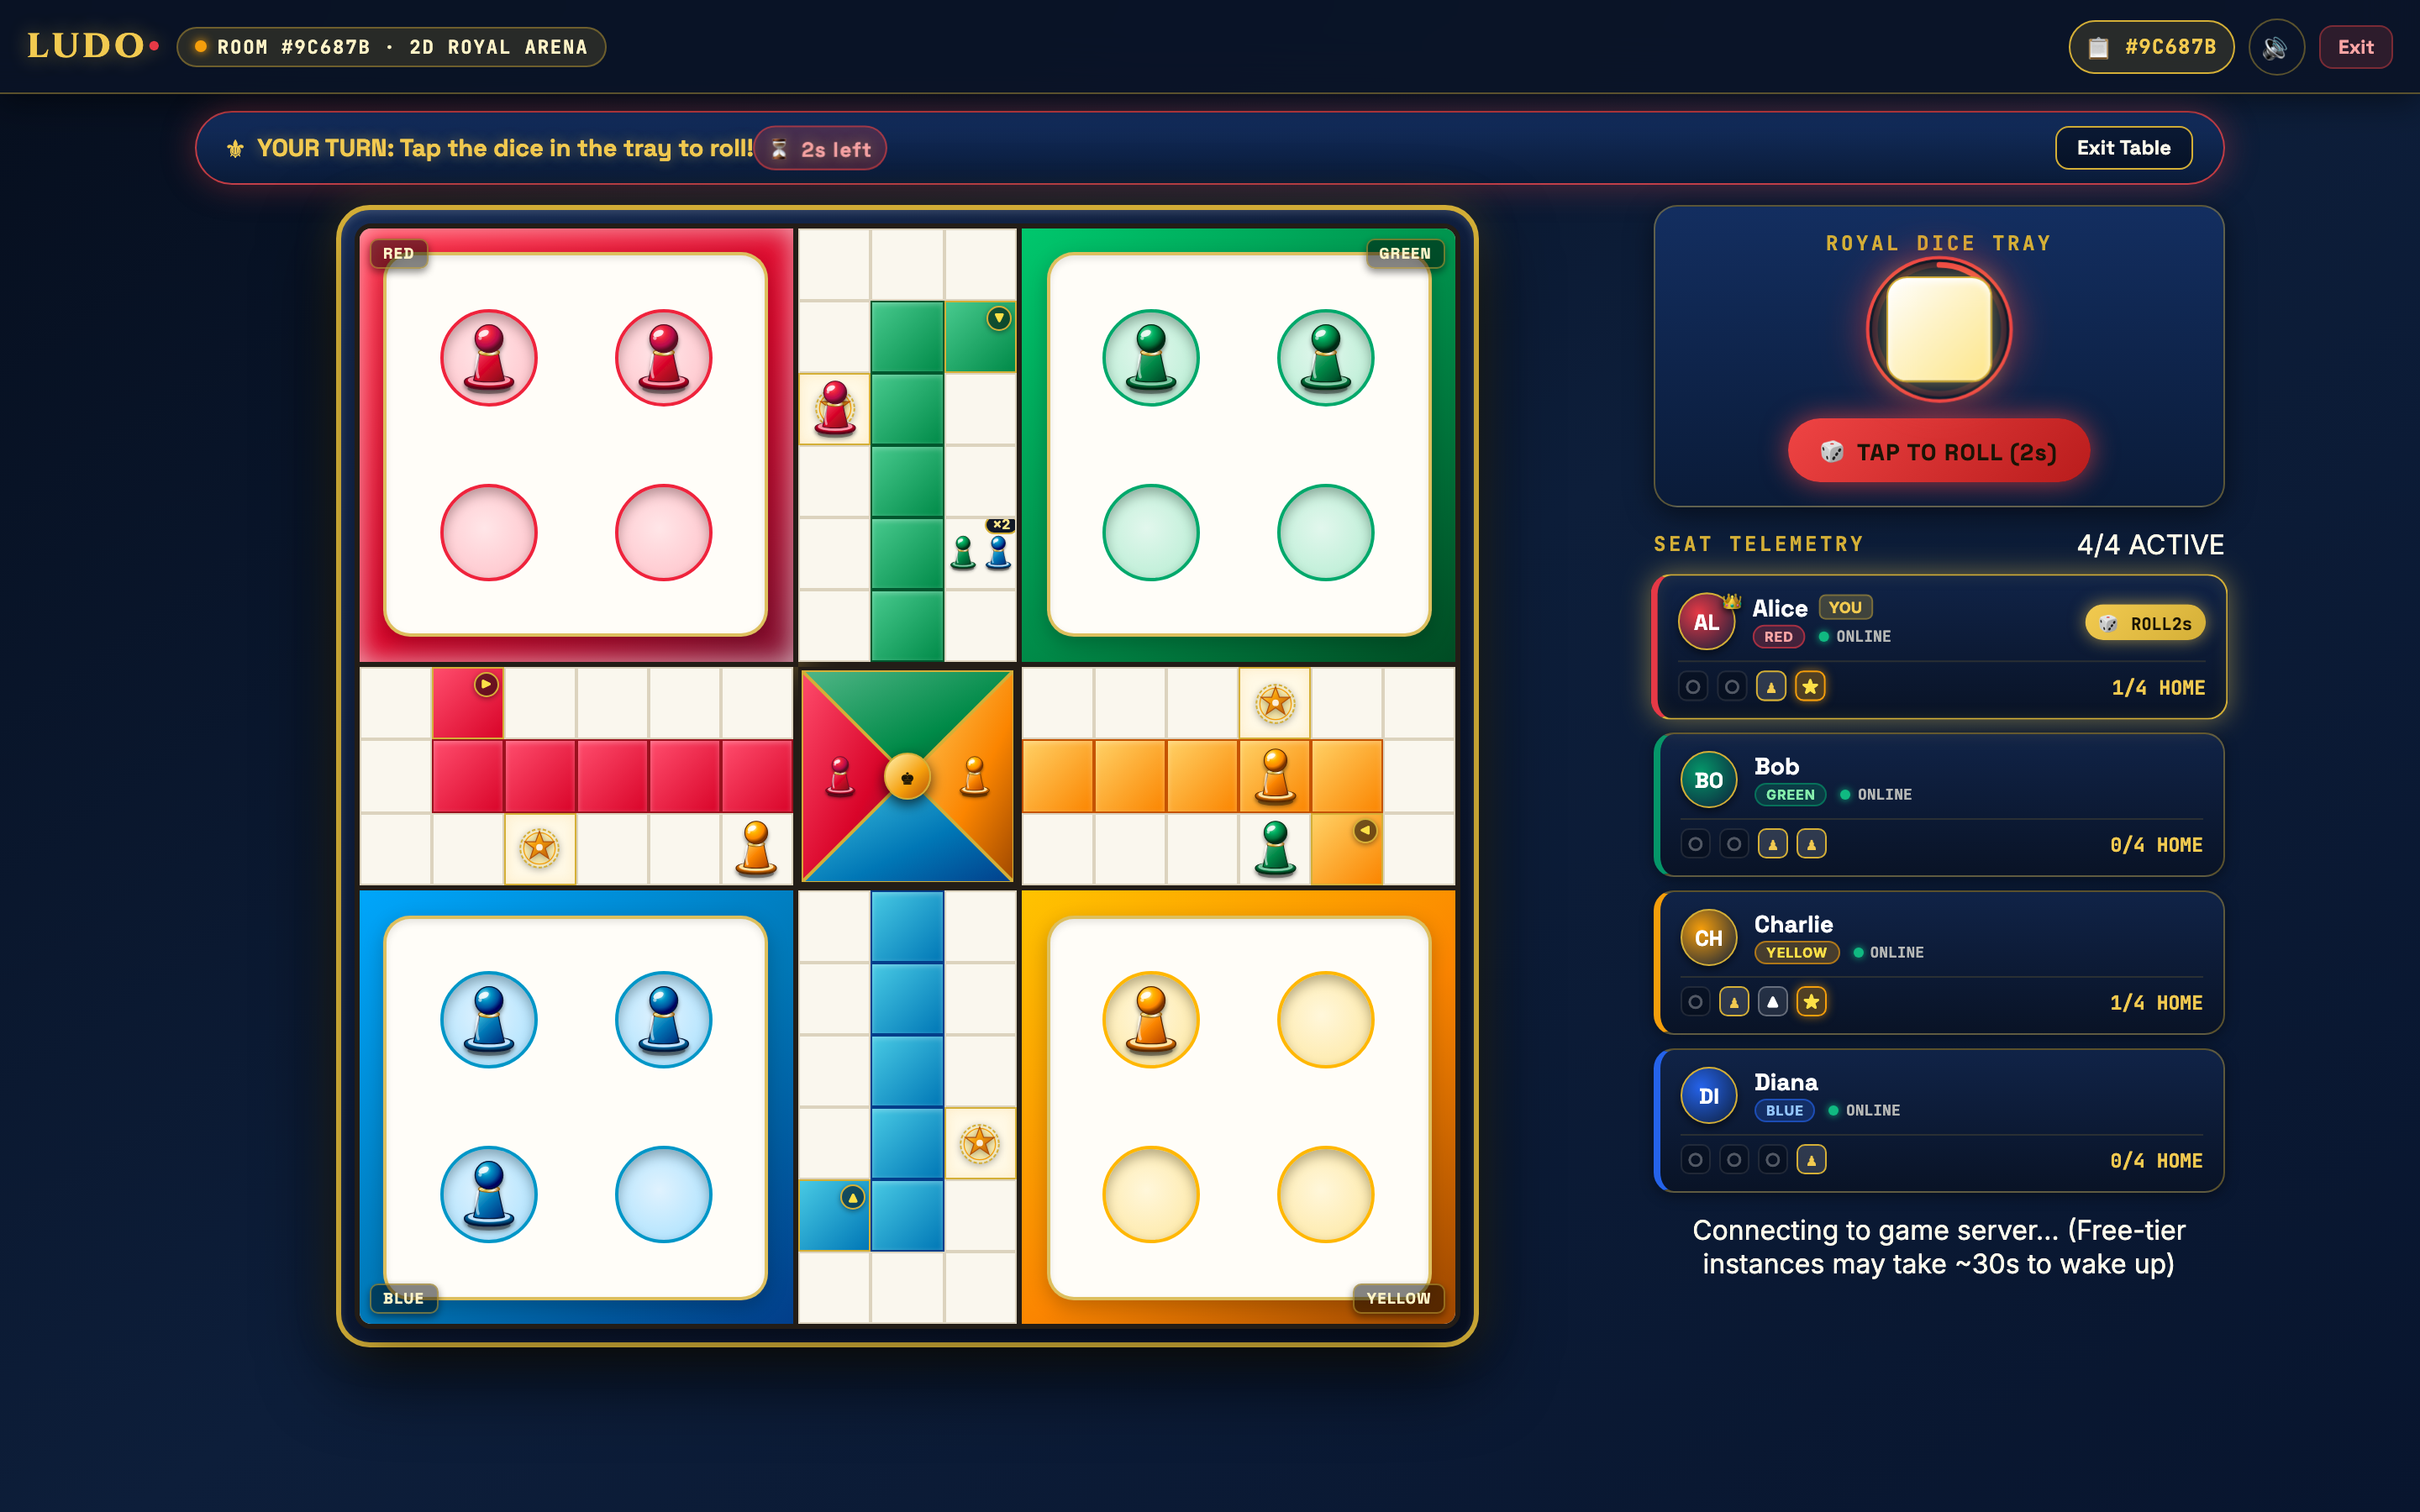 LUDO
ROOM #9C687B · 2D ROYAL ARENA
📋 #9C687B
Exit
⚜ YOUR TURN: Tap the dice in the tray to roll!
⏳ 2s left
Exit Table
RED
GREEN
×2
BLUE
YELLOW
ROYAL DICE TRAY
🎲 TAP TO ROLL (2s)
SEAT TELEMETRY
4/4 ACTIVE
AL
Alice YOU
RED ONLINE
🎲 ROLL2s
1/4 HOME
BO
Bob
GREEN ONLINE
0/4 HOME
CH
Charlie
YELLOW ONLINE
1/4 HOME
DI
Diana
BLUE ONLINE
0/4 HOME
Connecting to game server... (Free-tier
instances may take ~30s to wake up)